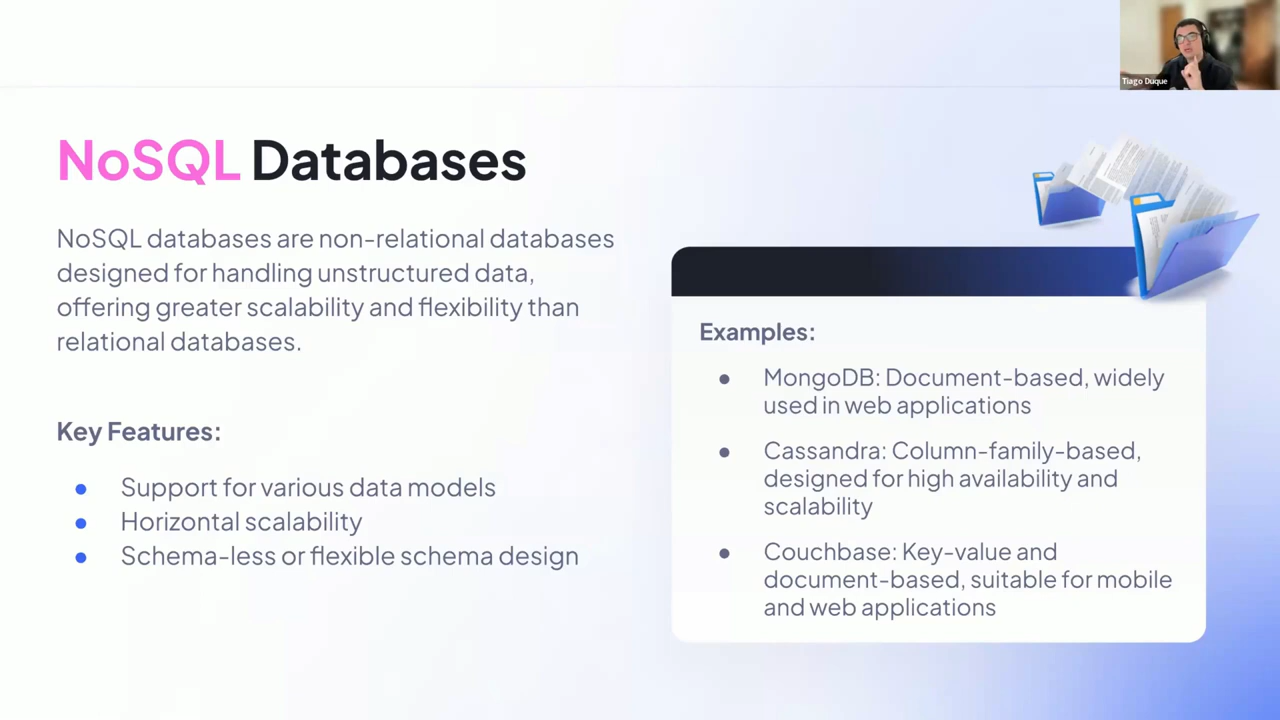 Tiago Duque
NoSQL Databases
NoSQL databases are non-relational databases
designed for handling unstructured data,
offering greater scalability and flexibility than
relational databases.
Key Features:
● Support for various data models
● Horizontal scalability
● Schema-less or flexible schema design
Examples:
● MongoDB: Document-based, widely
used in web applications
● Cassandra: Column-family-based,
designed for high availability and
scalability
● Couchbase: Key-value and
document-based, suitable for mobile
and web applications